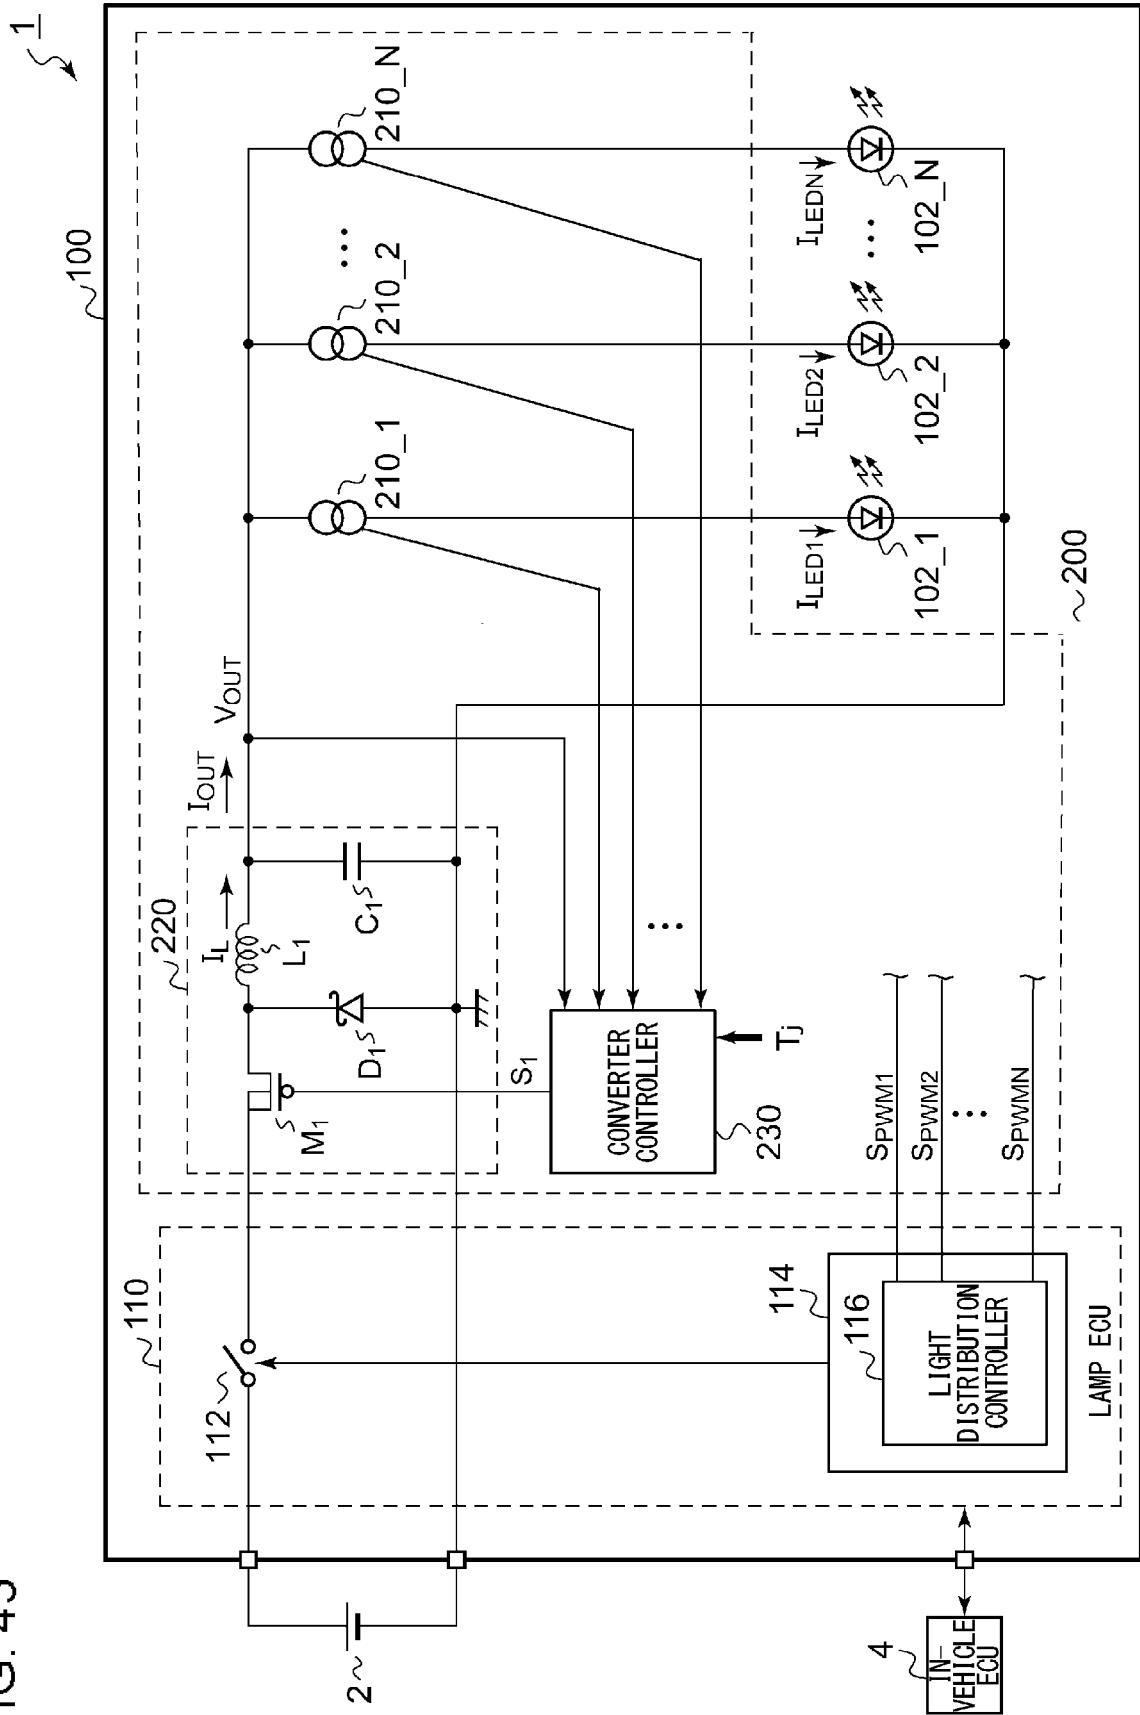 1
100
110
112
2
220
M1
D1
L1
IL
C1
IOUT
VOUT
S1
CONVERTER
CONTROLLER
230
Tj
210_1
210_2
...
210_N
...
ILED1
ILED2
ILEDN
102_1
102_2
...
102_N
200
114
116
LIGHT
DISTRIBUTION
CONTROLLER
LAMP ECU
SPWM1
SPWM2
...
SPWMN
4
IN-
VEHICLE
ECU